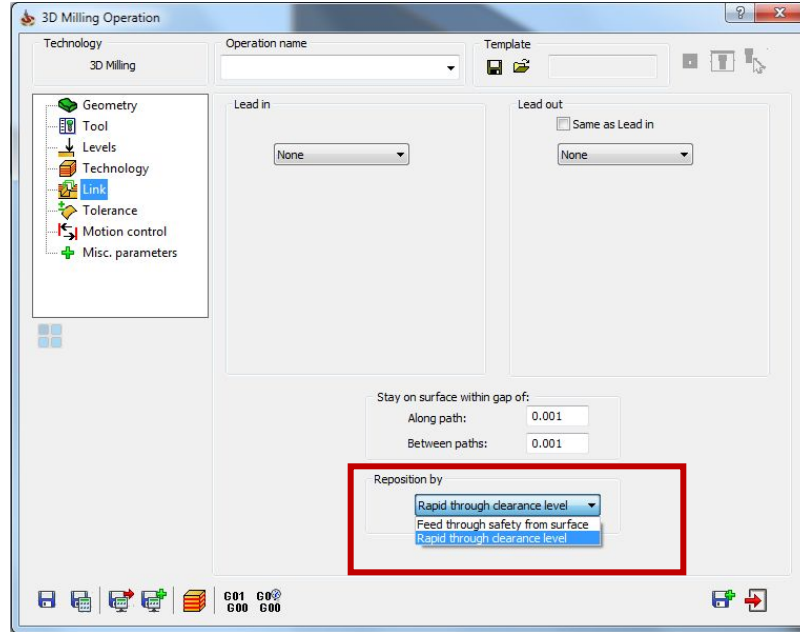 3D Milling Operation
Technology
3D Milling
Operation name
Template
Geometry
Tool
Levels
Technology
Link
Tolerance
Motion control
Misc. parameters
Lead in
None
Lead out
Same as Lead in
None
Stay on surface within gap of:
Along path:
0.001
Between paths:
0.001
Reposition by
Rapid through clearance level
Feed through safety from surface
Rapid through clearance level
G01 G0
G00 G00